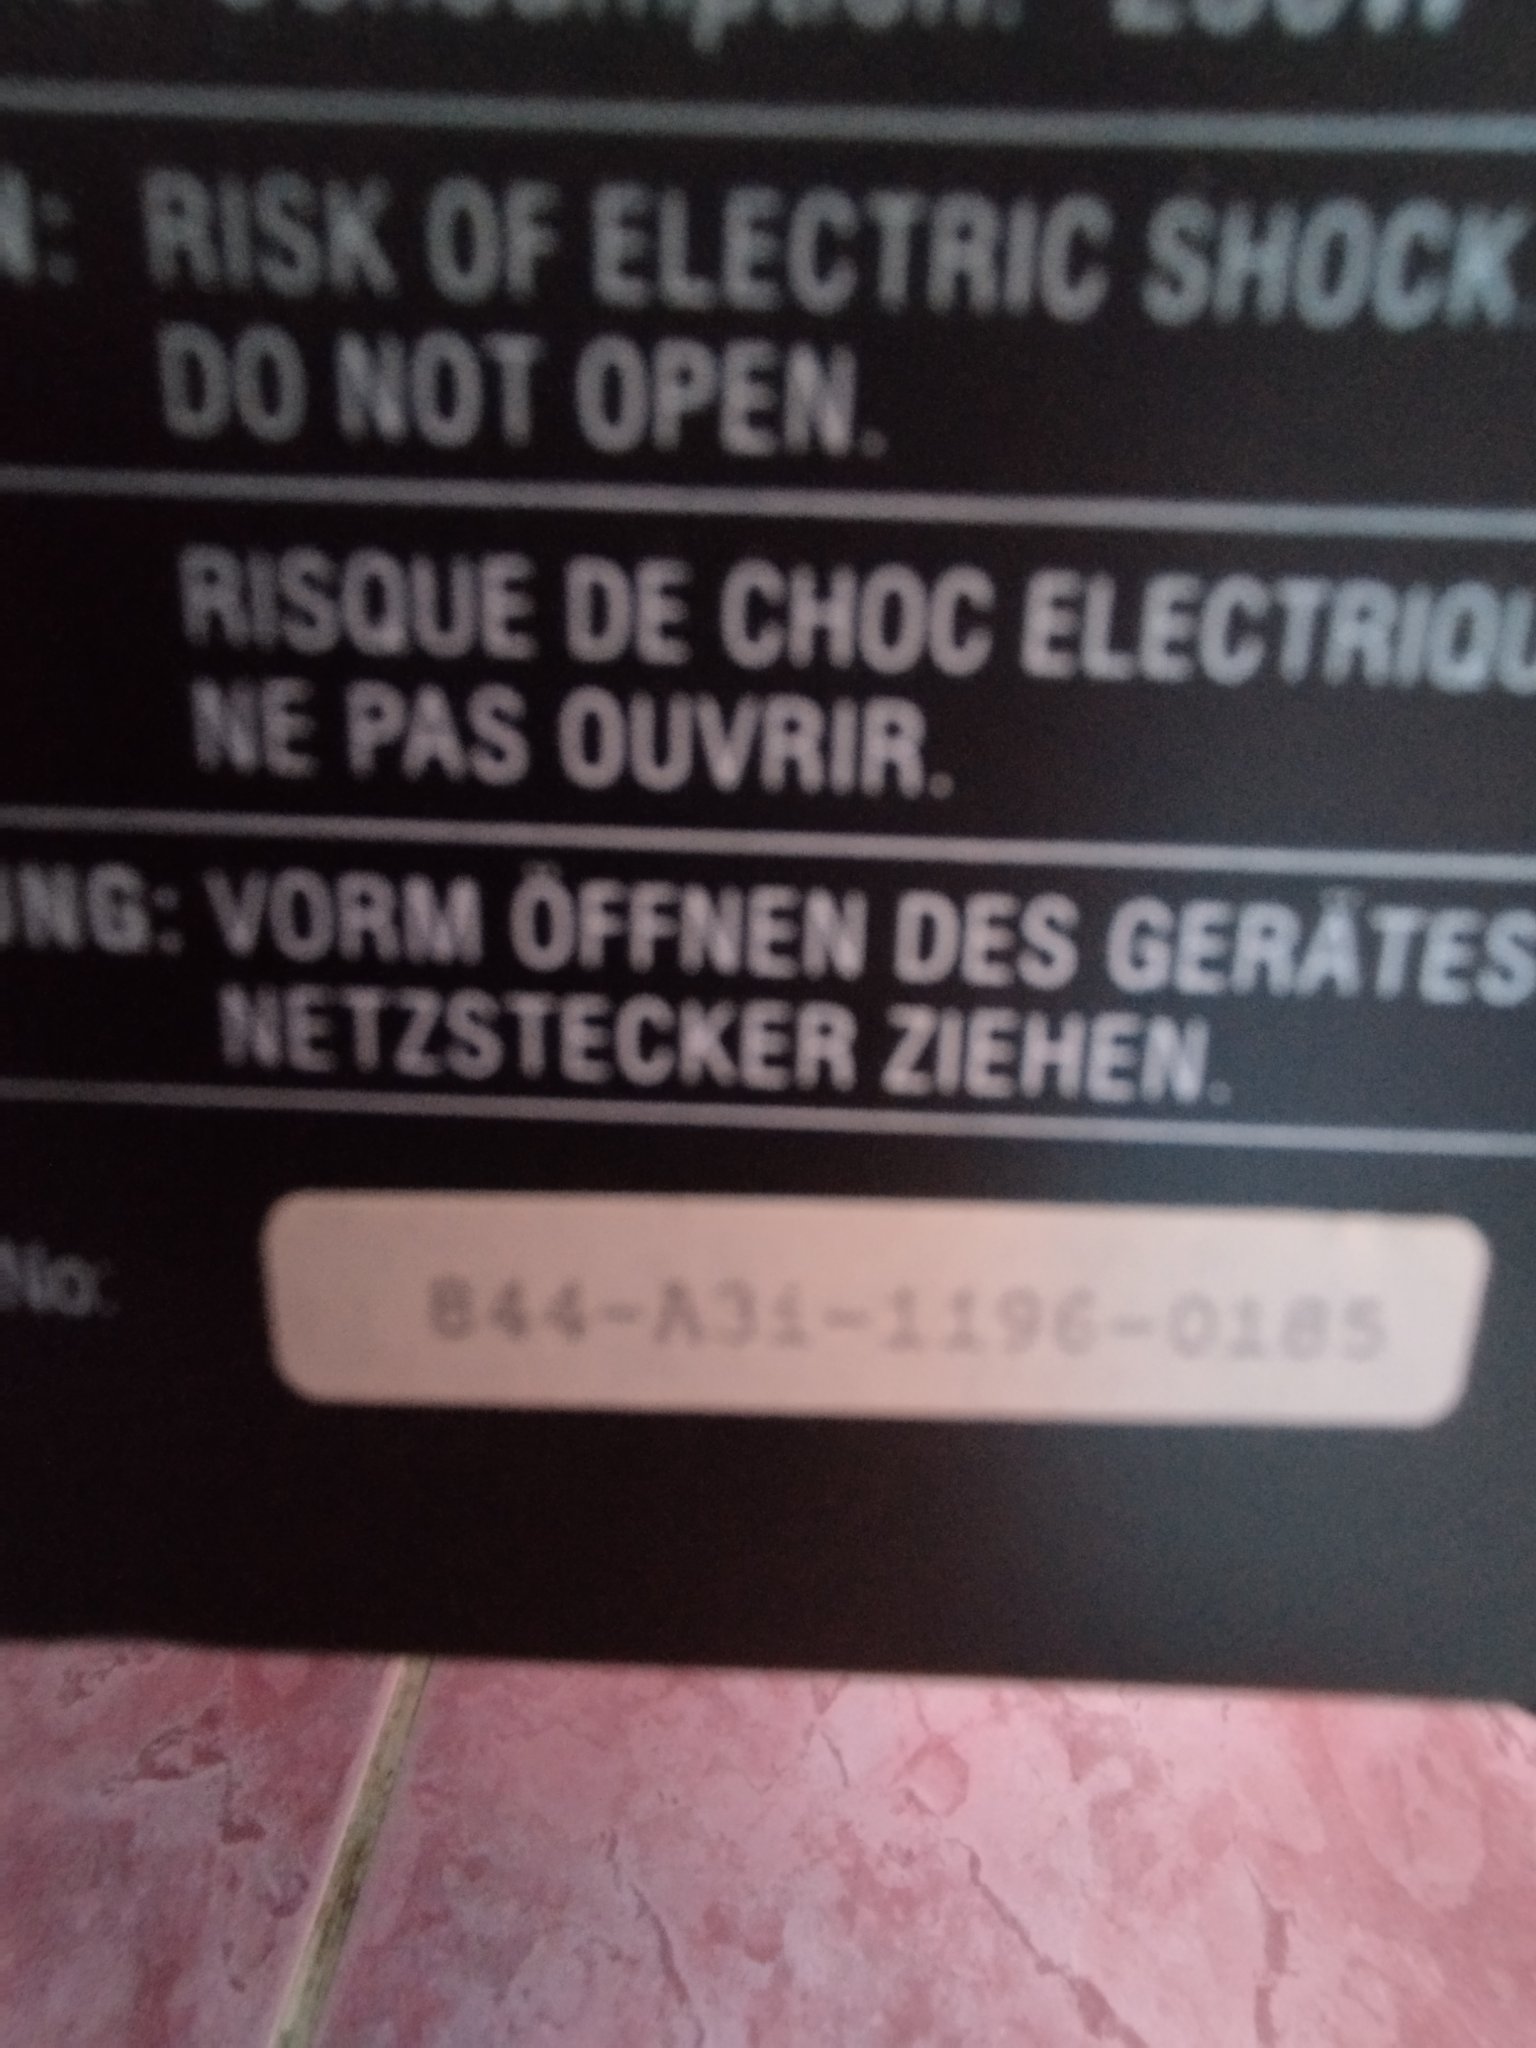 RISK OF ELECTRIC SHOCK
DO NOT OPEN.
RISQUE DE CHOC ELECTRIQU
NE PAS OUVRIR.
UNG: VORM ÖFFNEN DES GERÄTES
NETZSTECKER ZIEHEN.
No: